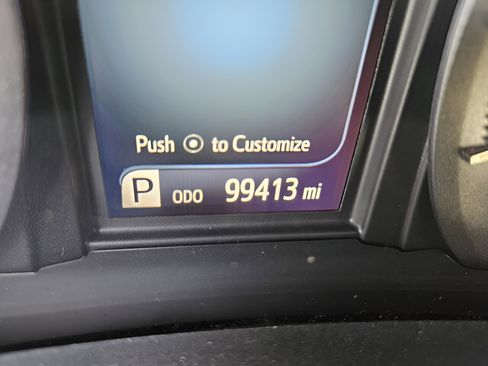 Push to Customize
P ODO 99413 mi